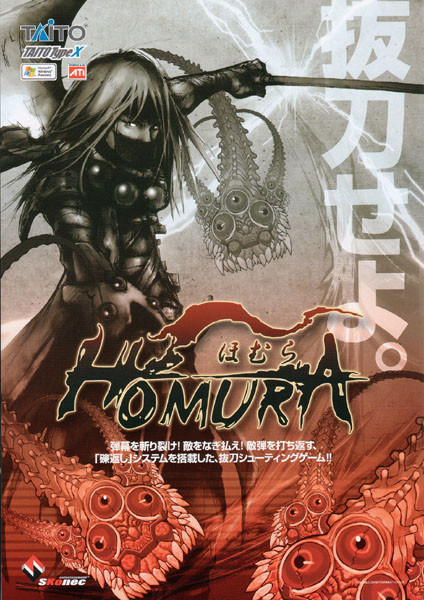 TAITO
TAITO Type X
ATI
抜刀せよ。
ほむら
HOMURA
弾幕を斬り裂け!敵をなぎ払え!敵弾を打ち返す、
「礫返し」システムを搭載した、抜刀シューティングゲーム!!
SKonec